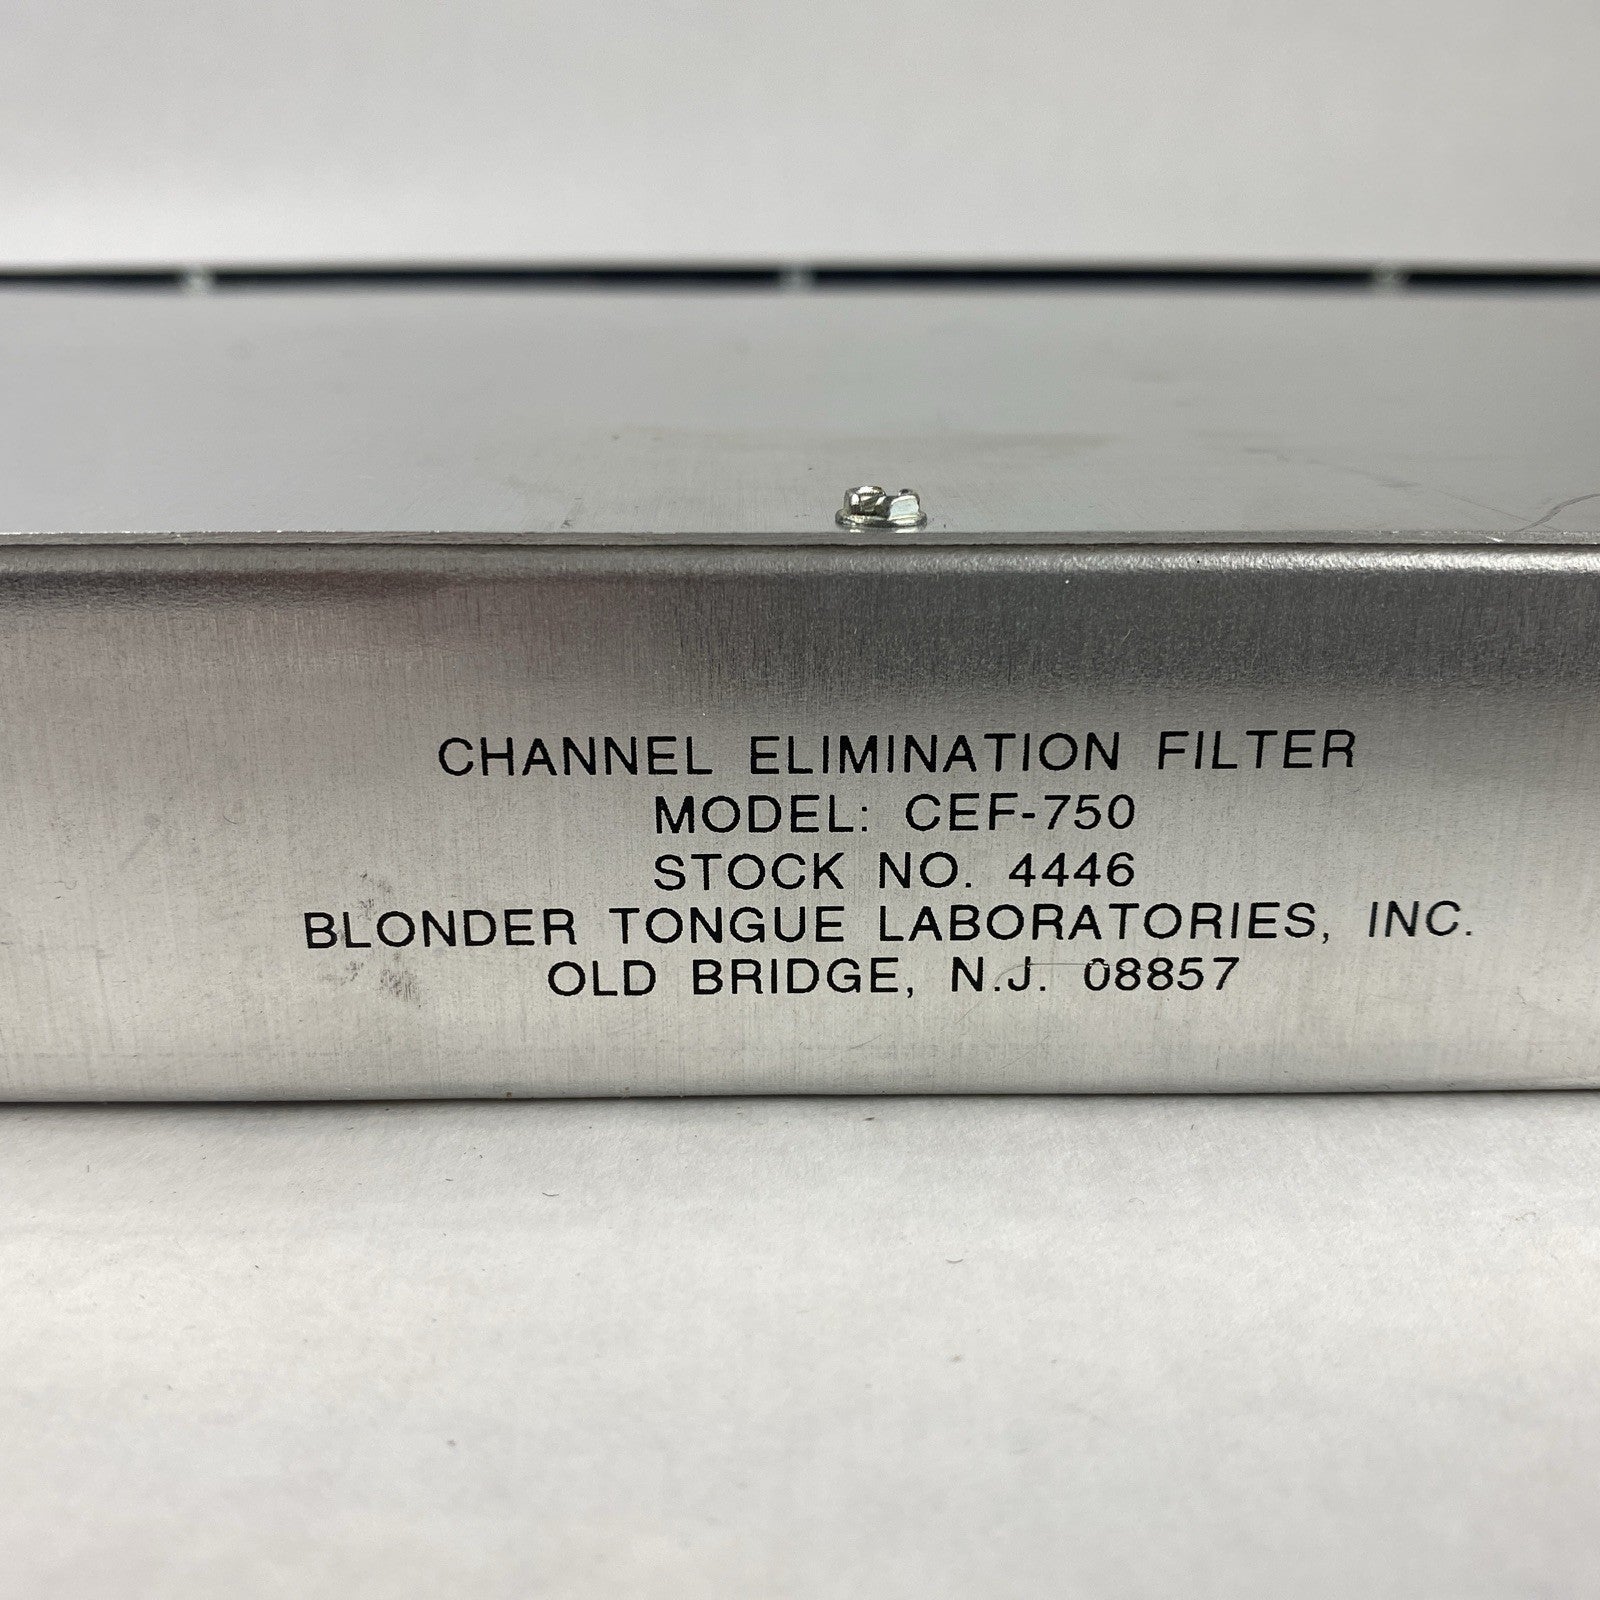 CHANNEL ELIMINATION FILTER
MODEL: CEF-750
STOCK NO. 4446
BLONDER TONGUE LABORATORIES, INC.
OLD BRIDGE, N.J. 08857